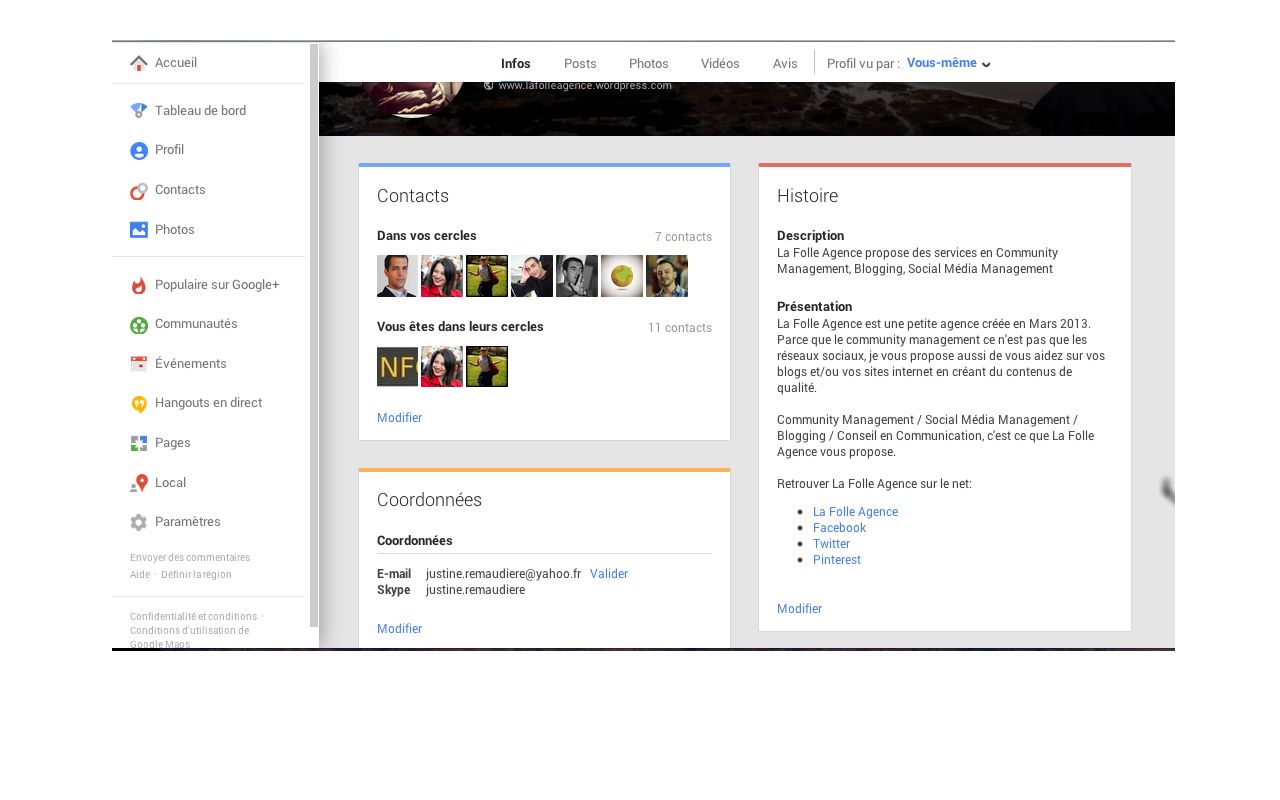 Accueil
Tableau de bord
Profil
Contacts
Photos
Populaire sur Google+
Communautés
Événements
Hangouts en direct
Pages
Local
Paramètres
Envoyer des commentaires
Aide · Définir la région
Confidentialité et conditions ·
Conditions d'utilisation de
Google Maps
Infos Posts Photos Vidéos Avis Profil vu par : Vous-même
www.lafolleagence.wordpress.com
Contacts
Dans vos cercles 7 contacts
Vous êtes dans leurs cercles 11 contacts
NF
Modifier
Coordonnées
Coordonnées
E-mail justine.remaudiere@yahoo.fr Valider
Skype justine.remaudiere
Modifier
Histoire
Description
La Folle Agence propose des services en Community
Management, Blogging, Social Média Management
Présentation
La Folle Agence est une petite agence créée en Mars 2013.
Parce que le community management ce n'est pas que les
réseaux sociaux, je vous propose aussi de vous aidez sur vos
blogs et/ou vos sites internet en créant du contenus de
qualité.
Community Management / Social Média Management /
Blogging / Conseil en Communication, c'est ce que La Folle
Agence vous propose.
Retrouver La Folle Agence sur le net:
La Folle Agence
Facebook
Twitter
Pinterest
Modifier